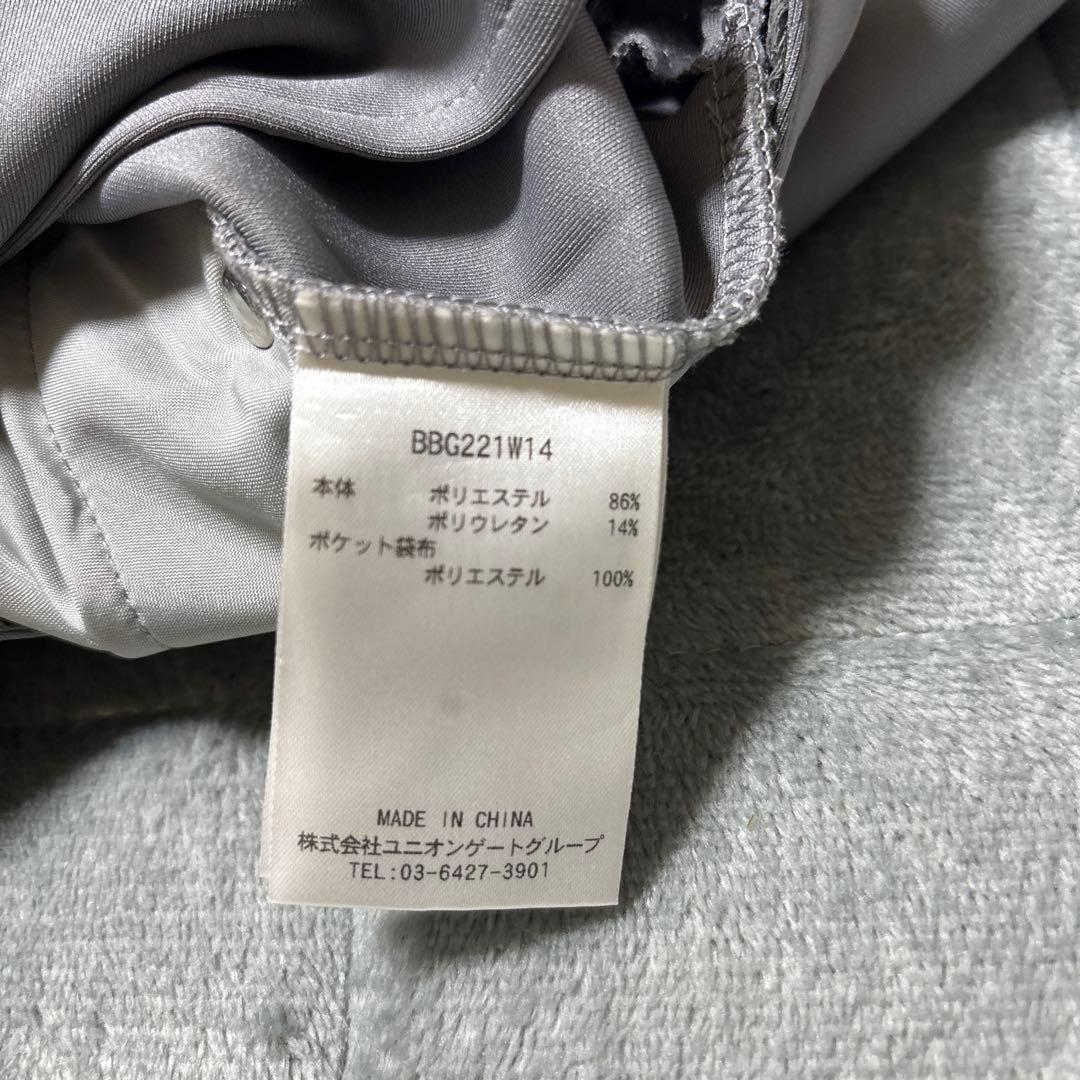 BBG221W14
本体 ポリエステル 86%
ポリウレタン 14%
ポケット袋布
ポリエステル 100%
MADE IN CHINA
株式会社ユニオンゲートグループ
TEL:03-6427-3901